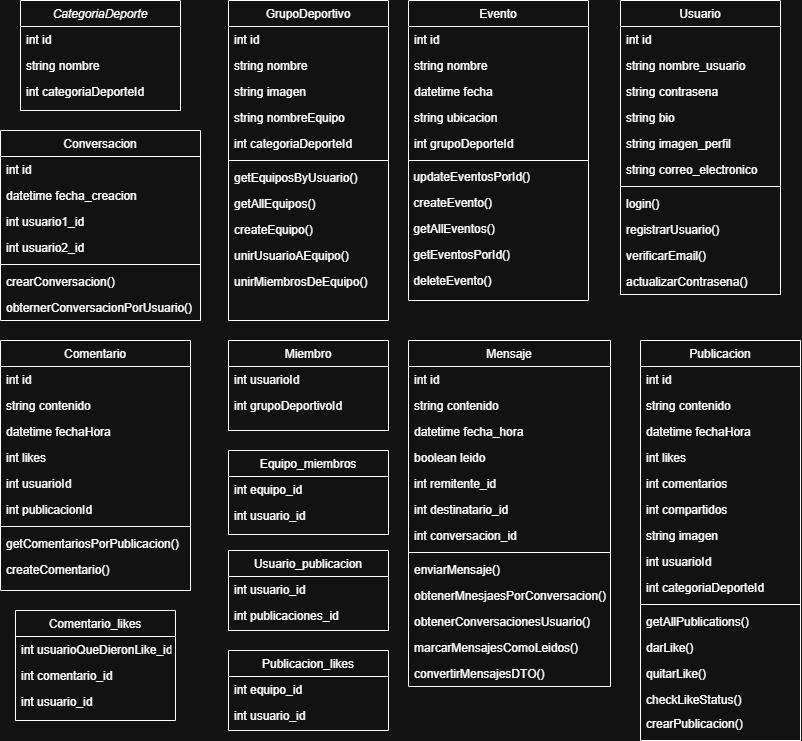 CategoriaDeporte
int id
string nombre
int categoriaDeporteId
GrupoDeportivo
int id
string nombre
string imagen
string nombreEquipo
int categoriaDeporteId
getEquiposByUsuario()
getAllEquipos()
createEquipo()
unirUsuarioAEquipo()
unirMiembrosDeEquipo()
Evento
int id
string nombre
datetime fecha
string ubicacion
int grupoDeporteId
updateEventosPorId()
createEvento()
getAllEventos()
getEventosPorId()
deleteEvento()
Usuario
int id
string nombre_usuario
string contrasena
string bio
string imagen_perfil
string correo_electronico
login()
registrarUsuario()
verificarEmail()
actualizarContrasena()
Conversacion
int id
datetime fecha_creacion
int usuario1_id
int usuario2_id
crearConversacion()
obternerConversacionPorUsuario()
Comentario
int id
string contenido
datetime fechaHora
int likes
int usuarioId
int publicacionId
getComentariosPorPublicacion()
createComentario()
Miembro
int usuarioId
int grupoDeportivoId
Mensaje
int id
string contenido
datetime fecha_hora
boolean leido
int remitente_id
int destinatario_id
int conversacion_id
enviarMensaje()
obtenerMnesjaesPorConversacion()
obtenerConversacionesUsuario()
marcarMensajesComoLeidos()
convertirMensajesDTO()
Publicacion
int id
string contenido
datetime fechaHora
int likes
int comentarios
int compartidos
string imagen
int usuarioId
int categoriaDeporteId
getAllPublications()
darLike()
quitarLike()
checkLikeStatus()
crearPublicacion()
Equipo_miembros
int equipo_id
int usuario_id
Usuario_publicacion
int usuario_id
int publicaciones_id
Comentario_likes
int usuarioQueDieronLike_id
int comentario_id
int usuario_id
Publicacion_likes
int equipo_id
int usuario_id